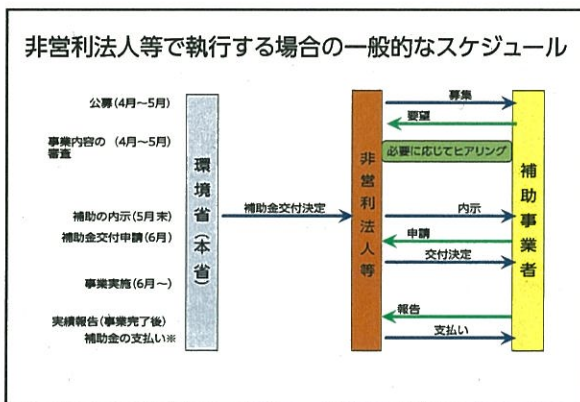 非営利法人等で執行する場合の一般的なスケジュール
公募(4月~5月)
事業内容の (4月~5月)
審査
補助の内示(5月末)
補助金交付申請(6月)
事業実施(6月~)
実績報告(事業完了後)
補助金の支払い※
環境省(本省)
補助金交付決定
非営利法人等
募集
要望
必要に応じてヒアリング
内示
申請
交付決定
報告
支払い
補助事業者